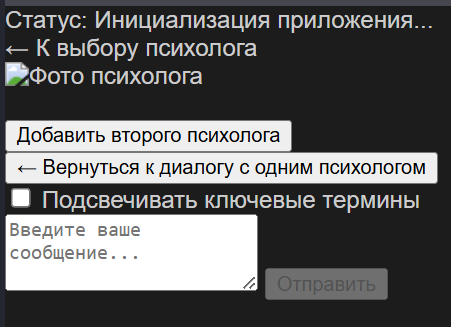 Статус: Инициализация приложения...
← К выбору психолога
Фото психолога
Добавить второго психолога
← Вернуться к диалогу с одним психологом
Подсвечивать ключевые термины
Введите ваше
сообщение...
Отправить